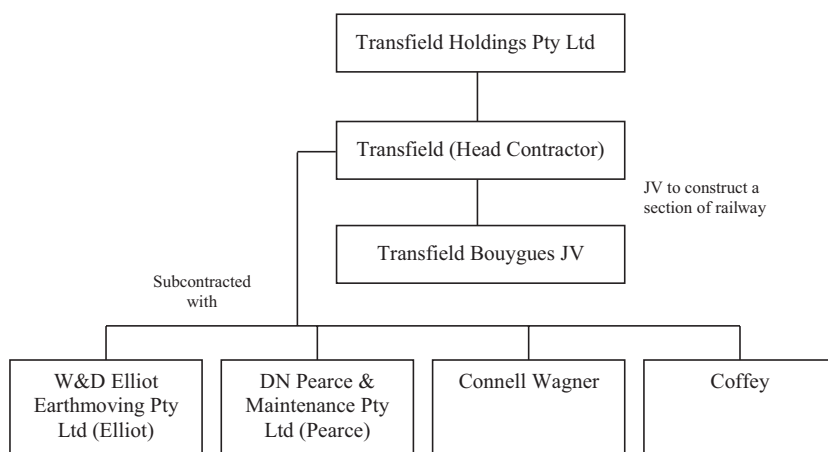 Transfield Holdings Pty Ltd
Transfield (Head Contractor)
JV to construct a
section of railway
Transfield Bouygues JV
Subcontracted
with
W&D Elliot
Earthmoving Pty
Ltd (Elliot)
DN Pearce &
Maintenance Pty
Ltd (Pearce)
Connell Wagner
Coffey